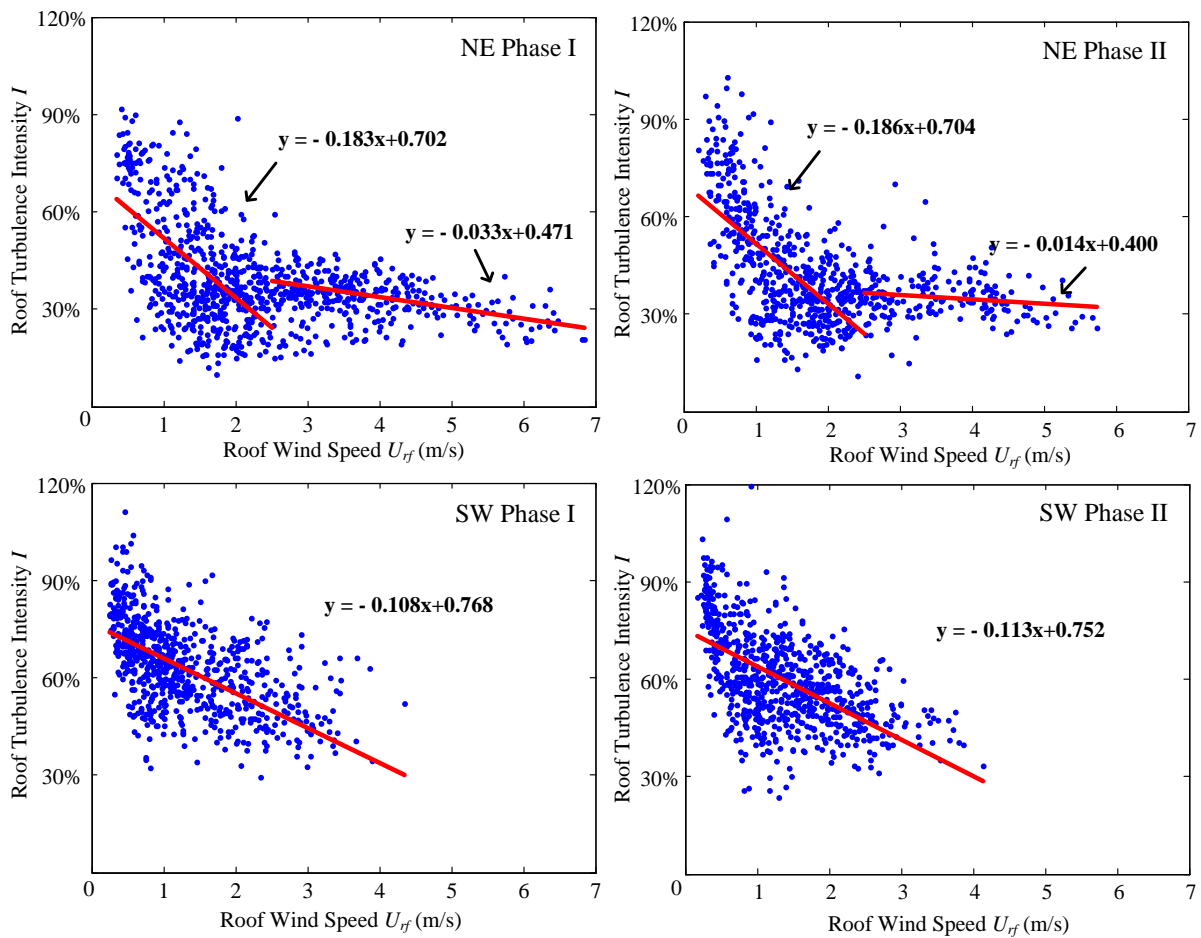 120%
90%
60%
30%
0
Roof Turbulence Intensity I
NE Phase I
y = - 0.183x+0.702
y = - 0.033x+0.471
1 2 3 4 5 6 7
Roof Wind Speed Urf (m/s)
120%
90%
60%
30%
0
Roof Turbulence Intensity I
NE Phase II
y = - 0.186x+0.704
y = - 0.014x+0.400
1 2 3 4 5 6 7
Roof Wind Speed Urf (m/s)
120%
90%
60%
30%
0
Roof Turbulence Intensity I
SW Phase I
y = - 0.108x+0.768
1 2 3 4 5 6 7
Roof Wind Speed Urf (m/s)
120%
90%
60%
30%
0
Roof Turbulence Intensity I
SW Phase II
y = - 0.113x+0.752
1 2 3 4 5 6 7
Roof Wind Speed Urf (m/s)